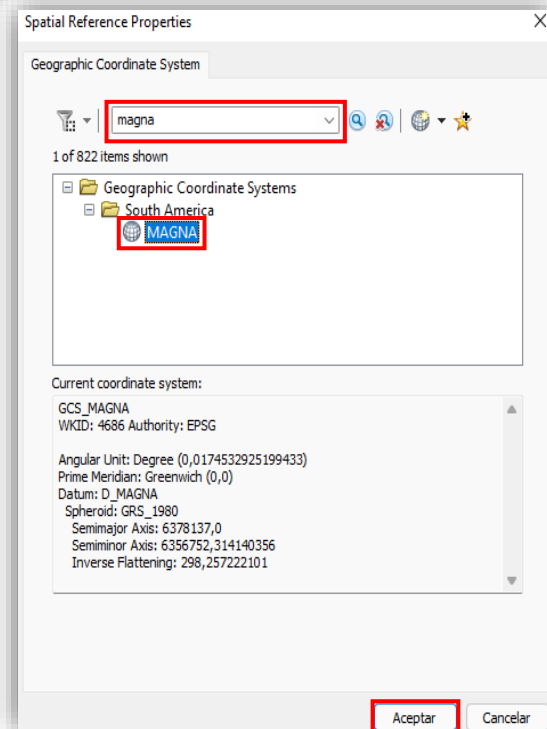 Spatial Reference Properties
Geographic Coordinate System
magna
1 of 822 items shown
Geographic Coordinate Systems
South America
MAGNA
Current coordinate system:
GCS_MAGNA
WKID: 4686 Authority: EPSG
Angular Unit: Degree (0,0174532925199433)
Prime Meridian: Greenwich (0,0)
Datum: D_MAGNA
Spheroid: GRS_1980
Semimajor Axis: 6378137,0
Semiminor Axis: 6356752,314140356
Inverse Flattening: 298,257222101
Aceptar Cancelar